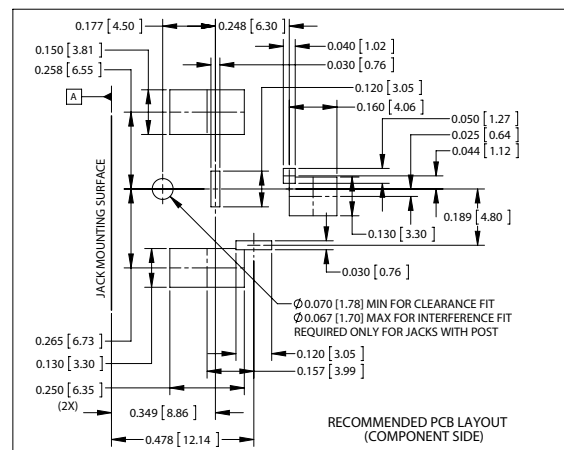 0.177 [ 4.50 ]
0.248 [ 6.30 ]
0.150 [ 3.81 ]
0.258 [ 6.55 ]
0.040 [ 1.02 ]
0.030 [ 0.76 ]
0.120 [ 3.05 ]
0.160 [ 4.06 ]
A
0.050 [ 1.27 ]
0.025 [ 0.64 ]
0.044 [ 1.12 ]
JACK MOUNTING SURFACE
0.189 [ 4.80 ]
0.130 [ 3.30 ]
0.030 [ 0.76 ]
Ø 0.070 [ 1.78 ] MIN FOR CLEARANCE FIT
Ø 0.067 [ 1.70 ] MAX FOR INTERFERENCE FIT
REQUIRED ONLY FOR JACKS WITH POST
0.265 [ 6.73 ]
0.130 [ 3.30 ]
0.250 [ 6.35 ]
(2X)
0.120 [ 3.05 ]
0.157 [ 3.99 ]
0.349 [ 8.86 ]
0.478 [ 12.14 ]
RECOMMENDED PCB LAYOUT
(COMPONENT SIDE)